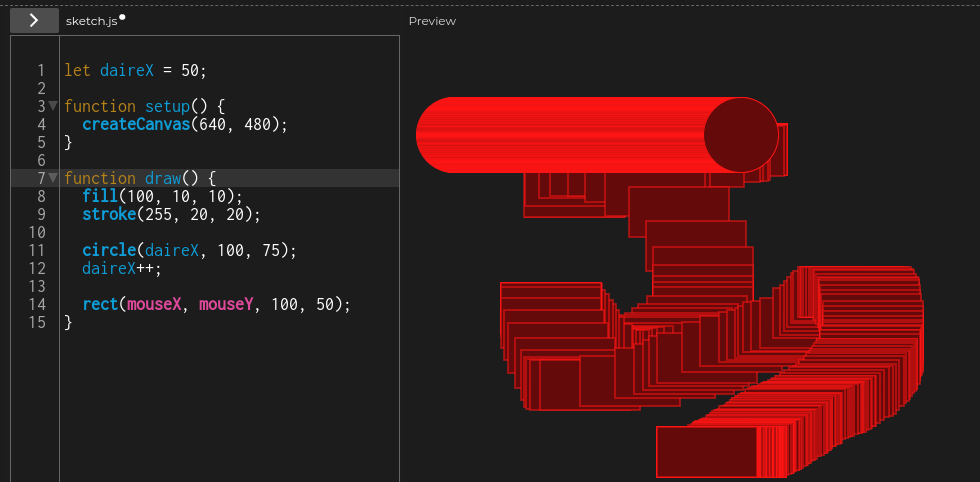 sketch.js
Preview
1 let daireX = 50;
2
3 function setup() {
4 createCanvas(640, 480);
5 }
6
7 function draw() {
8 fill(100, 10, 10);
9 stroke(255, 20, 20);
10
11 circle(daireX, 100, 75);
12 daireX++;
13
14 rect(mouseX, mouseY, 100, 50);
15 }